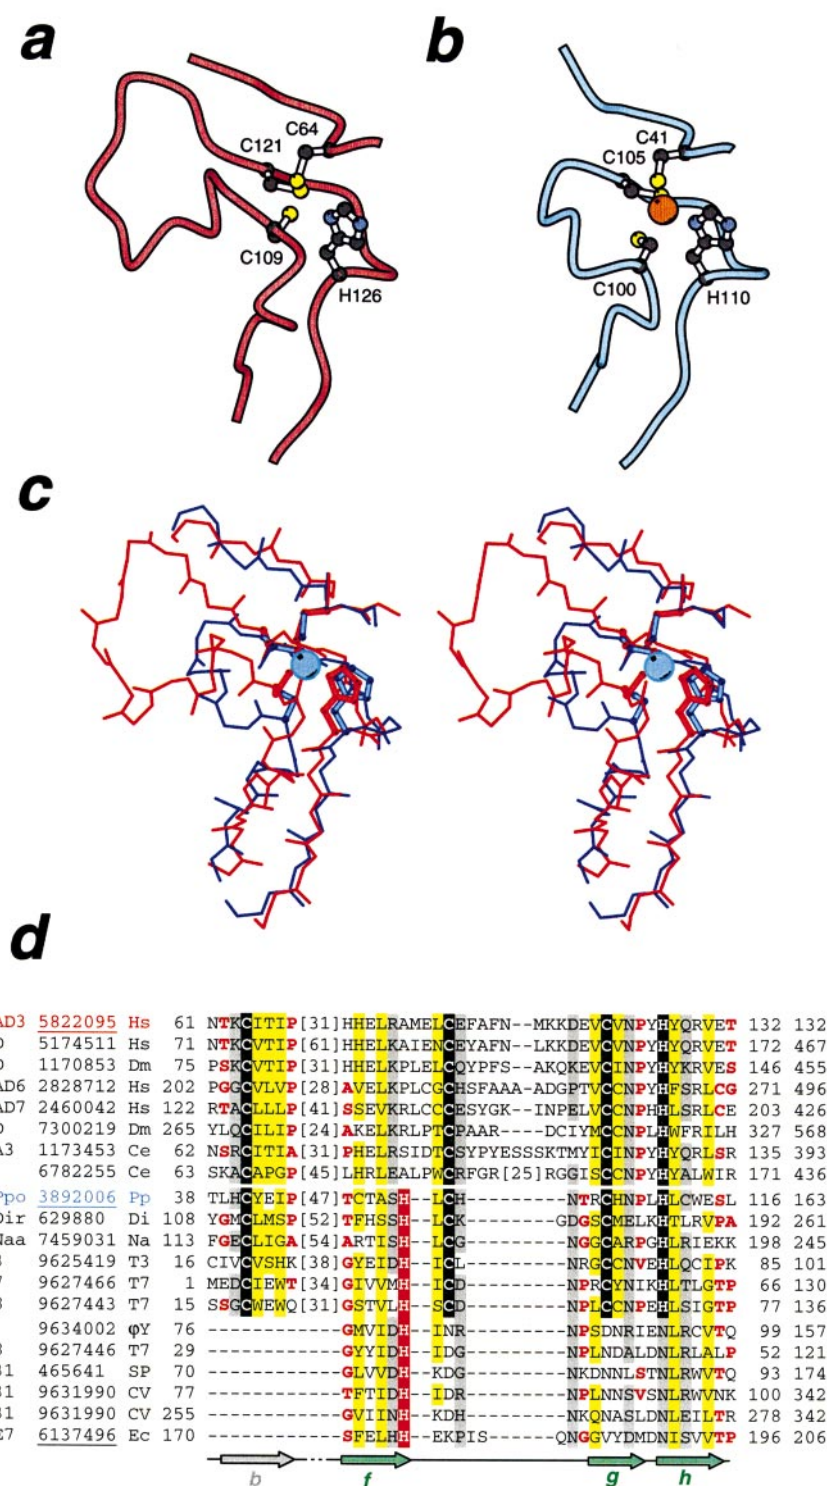 a
b
C64
C121
C109
H126
C41
C105
C100
H110
c
d
AD3 5822095 Hs 61 NTKCITIP[31]HHELRAMELCEFAFN--MKKDEVCVNPYHYQRVET 132 132
D 5174511 Hs 71 NTKCVTIP[61]HHELKAIENCEYAFN--LKKDEVCVNPYHYQRVET 172 467
D 1170853 Dm 75 PSKCVTIP[31]HHELKPLELCQYPFS-AKQKEVCINPYHYKRVES 146 455
AD6 2828712 Hs 202 PGGCVLVP[28]AVELKPLCGCHSFAAA-ADGPTVCCNPYHFSRLCG 271 496
AD7 2460042 Hs 122 RTACLLLP[41]SSEVKRLCCCESYGK--INPELVCCNPHHLSRLCE 203 426
D 7300219 Dm 265 YLQCILIP[24]AKELKRLPTCPAAR----DCIYMCCNPLHWFRILH 327 568
A3 1173453 Ce 62 NSRCITIA[31]PHELRSIDTCSYPYESSSKTMYICINPYHYQRLSR 135 393
6782255 Ce 63 SKACAPGP[45]LHRLEALPWCRFGR[25]RGGISCCNPYHYALWIR 171 436
Ppo 3892006 Pp 38 TLHCYEIP[47]TCTASH--LCH----------NTRCHNPLHLCWESL 116 163
Dir 629880 Di 108 YGMCLMSP[52]TFHSSH--LCK---------GDGSCMELKHTLRVPA 192 261
Naa 7459031 Na 113 FGECLIGA[54]ARTISH--LCN----------NGGCARPGHLRIEKK 198 245
9625419 T3 16 CIVCVSHK[38]GYEIDH--ICL----------NRGCCNVEHLQCIPK 85 101
9627466 T7 1 MEDCIEWT[34]GIVVMH--ICD----------NPRCYNIKHLTLGTP 66 130
9627443 T7 15 SSGCWEWQ[31]GSTVLH--SCD----------NPLCCNPEHLSIGTP 77 136
9634002 φY 76 ------------GMVIDH--INR----------NPSDNRIENLRCVTQ 99 157
9627446 T7 29 ------------GYYIDH--IDG----------NPLNDALDNLRLALP 52 121
465641 SP 70 ------------GLVVDH--KDG----------NKDNNLSTNLRWVTQ 93 174
9631990 CV 77 ------------TFTIDH--IDR----------NPLNNSVSNLRWVNK 100 342
9631990 CV 255 ------------GVIINH--KDH----------NKQNASLDNLEILTR 278 342
E7 6137496 Ec 170 ------------SFELHH--EKPIS--------QNGGVYDMDNISVVTP 196 206
b f g h